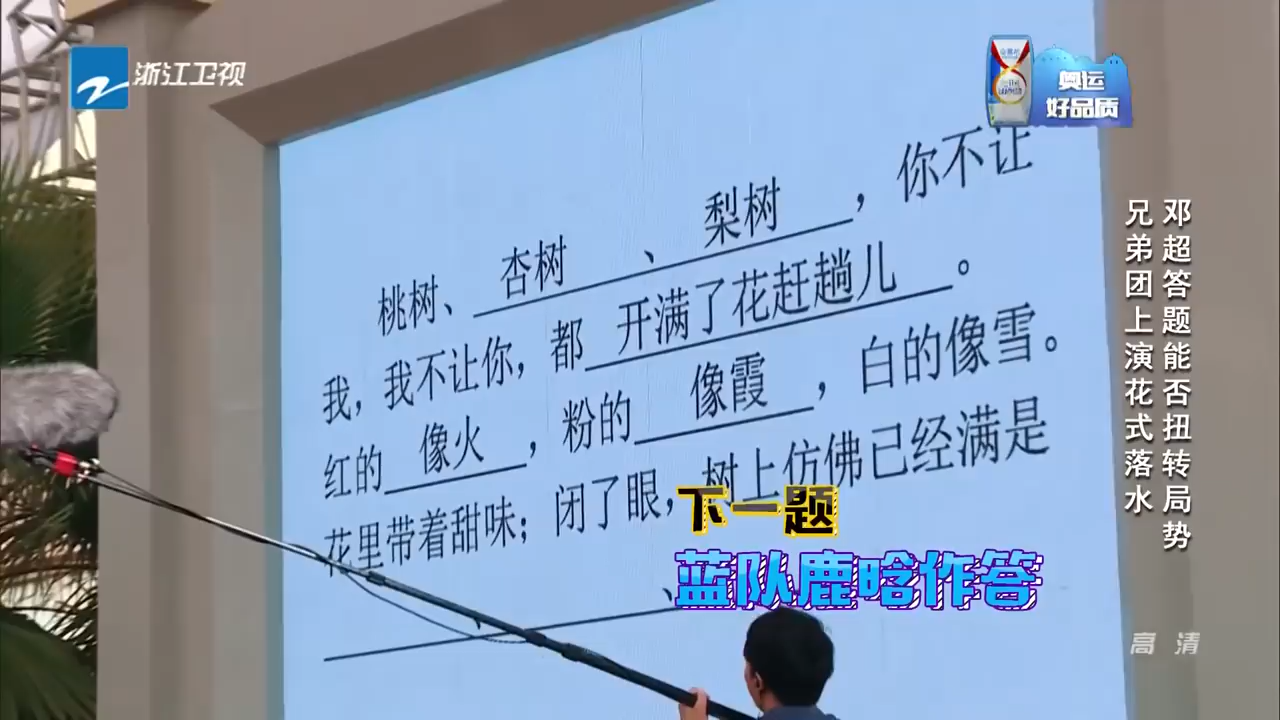 浙江卫视
奥运
好品质
桃树、杏树、梨树，你不让
我，我不让你，都开满了花赶趟儿。
红的像火，粉的像霞，白的像雪。
花里带着甜味；闭了眼，树上仿佛已经满是
、
下一题
蓝队鹿晗作答
邓超答题能否扭转局势
兄弟团上演花式落水
高清